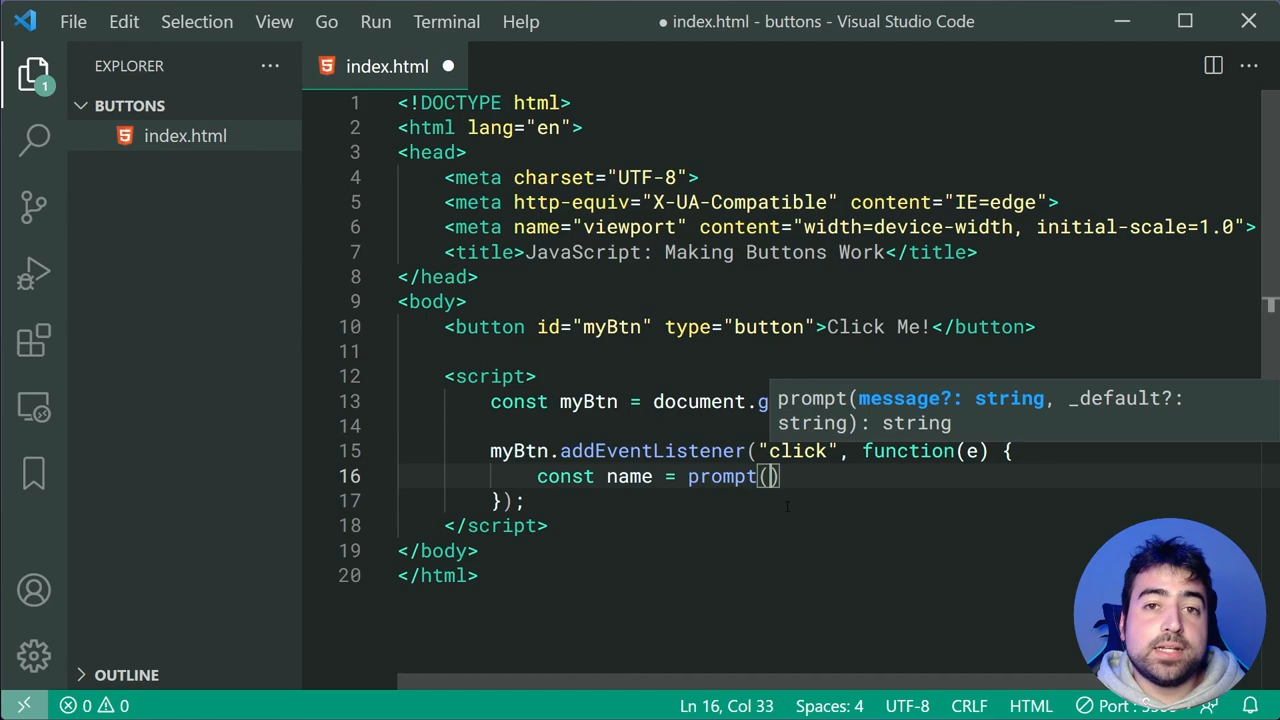 File Edit Selection View Go Run Terminal Help
● index.html - buttons - Visual Studio Code
EXPLORER
1
BUTTONS
index.html
OUTLINE
index.html
1 <!DOCTYPE html>
2 <html lang="en">
3 <head>
4 <meta charset="UTF-8">
5 <meta http-equiv="X-UA-Compatible" content="IE=edge">
6 <meta name="viewport" content="width=device-width, initial-scale=1.0">
7 <title>JavaScript: Making Buttons Work</title>
8 </head>
9 <body>
10 <button id="myBtn" type="button">Click Me!</button>
11
12 <script>
13 const myBtn = document.g
prompt(message?: string, _default?:
string): string
14
15 myBtn.addEventListener("click", function(e) {
16 const name = prompt()
17 });
18 </script>
19 </body>
20 </html>
0 0 Ln 16, Col 33 Spaces: 4 UTF-8 CRLF HTML Port :